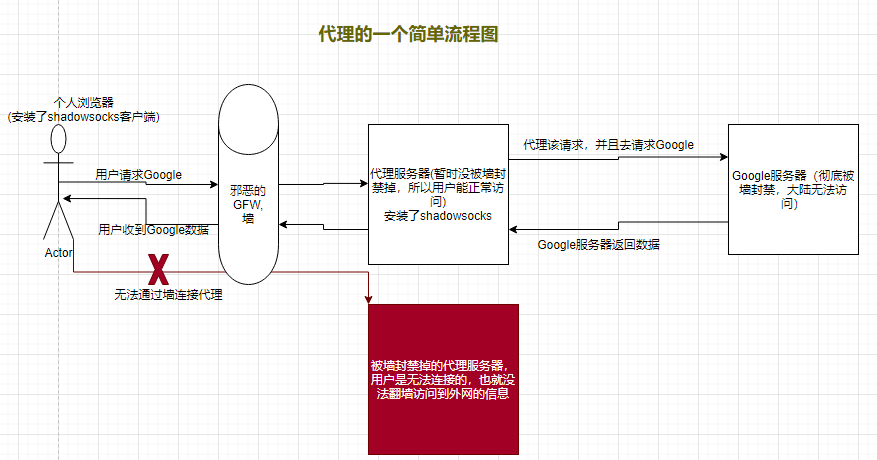 代理的一个简单流程图
个人浏览器
(安装了shadowsocks客户端)
用户请求Google
用户收到Google数据
Actor
无法通过墙连接代理
邪恶的
GFW,
墙
代理服务器(暂时没被墙封
禁掉，所以用户能正常访
问)
安装了shadowsocks
代理该请求，并且去请求Google
Google服务器返回数据
Google服务器（彻底被
墙封禁，大陆无法访
问）
被墙封禁掉的代理服务器，
用户是无法连接的，也就没
法翻墙访问到外网的信息